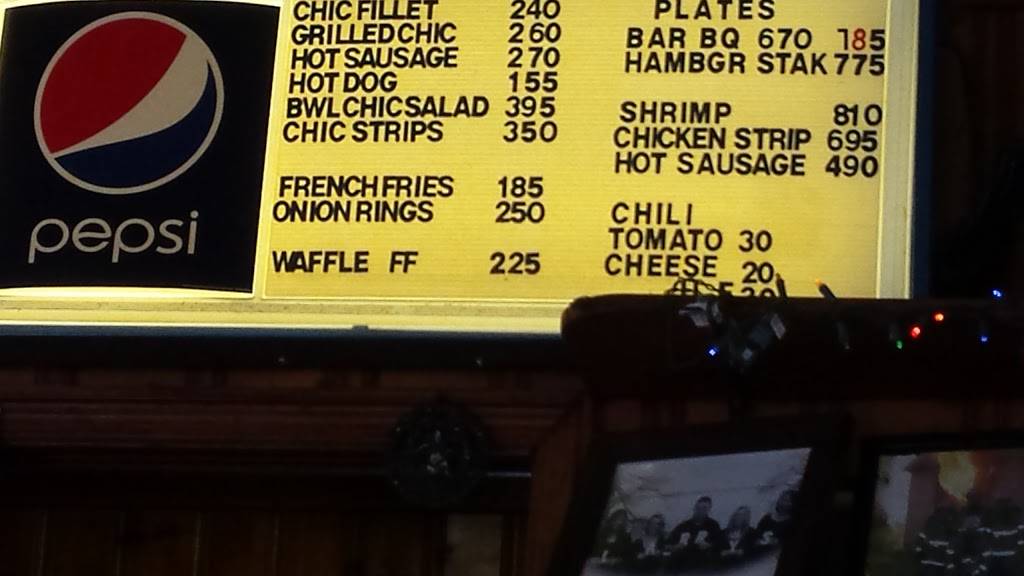 pepsi
CHIC FILLET 240
GRILLED CHIC 260
HOT SAUSAGE 270
HOT DOG 155
BWL CHIC SALAD 395
CHIC STRIPS 350
FRENCH FRIES 185
ONION RINGS 250
WAFFLE FF 225
PLATES
BAR BQ 670 185
HAMBGR STAK 775
SHRIMP 810
CHICKEN STRIP 695
HOT SAUSAGE 490
CHILI
TOMATO 30
CHEESE 20